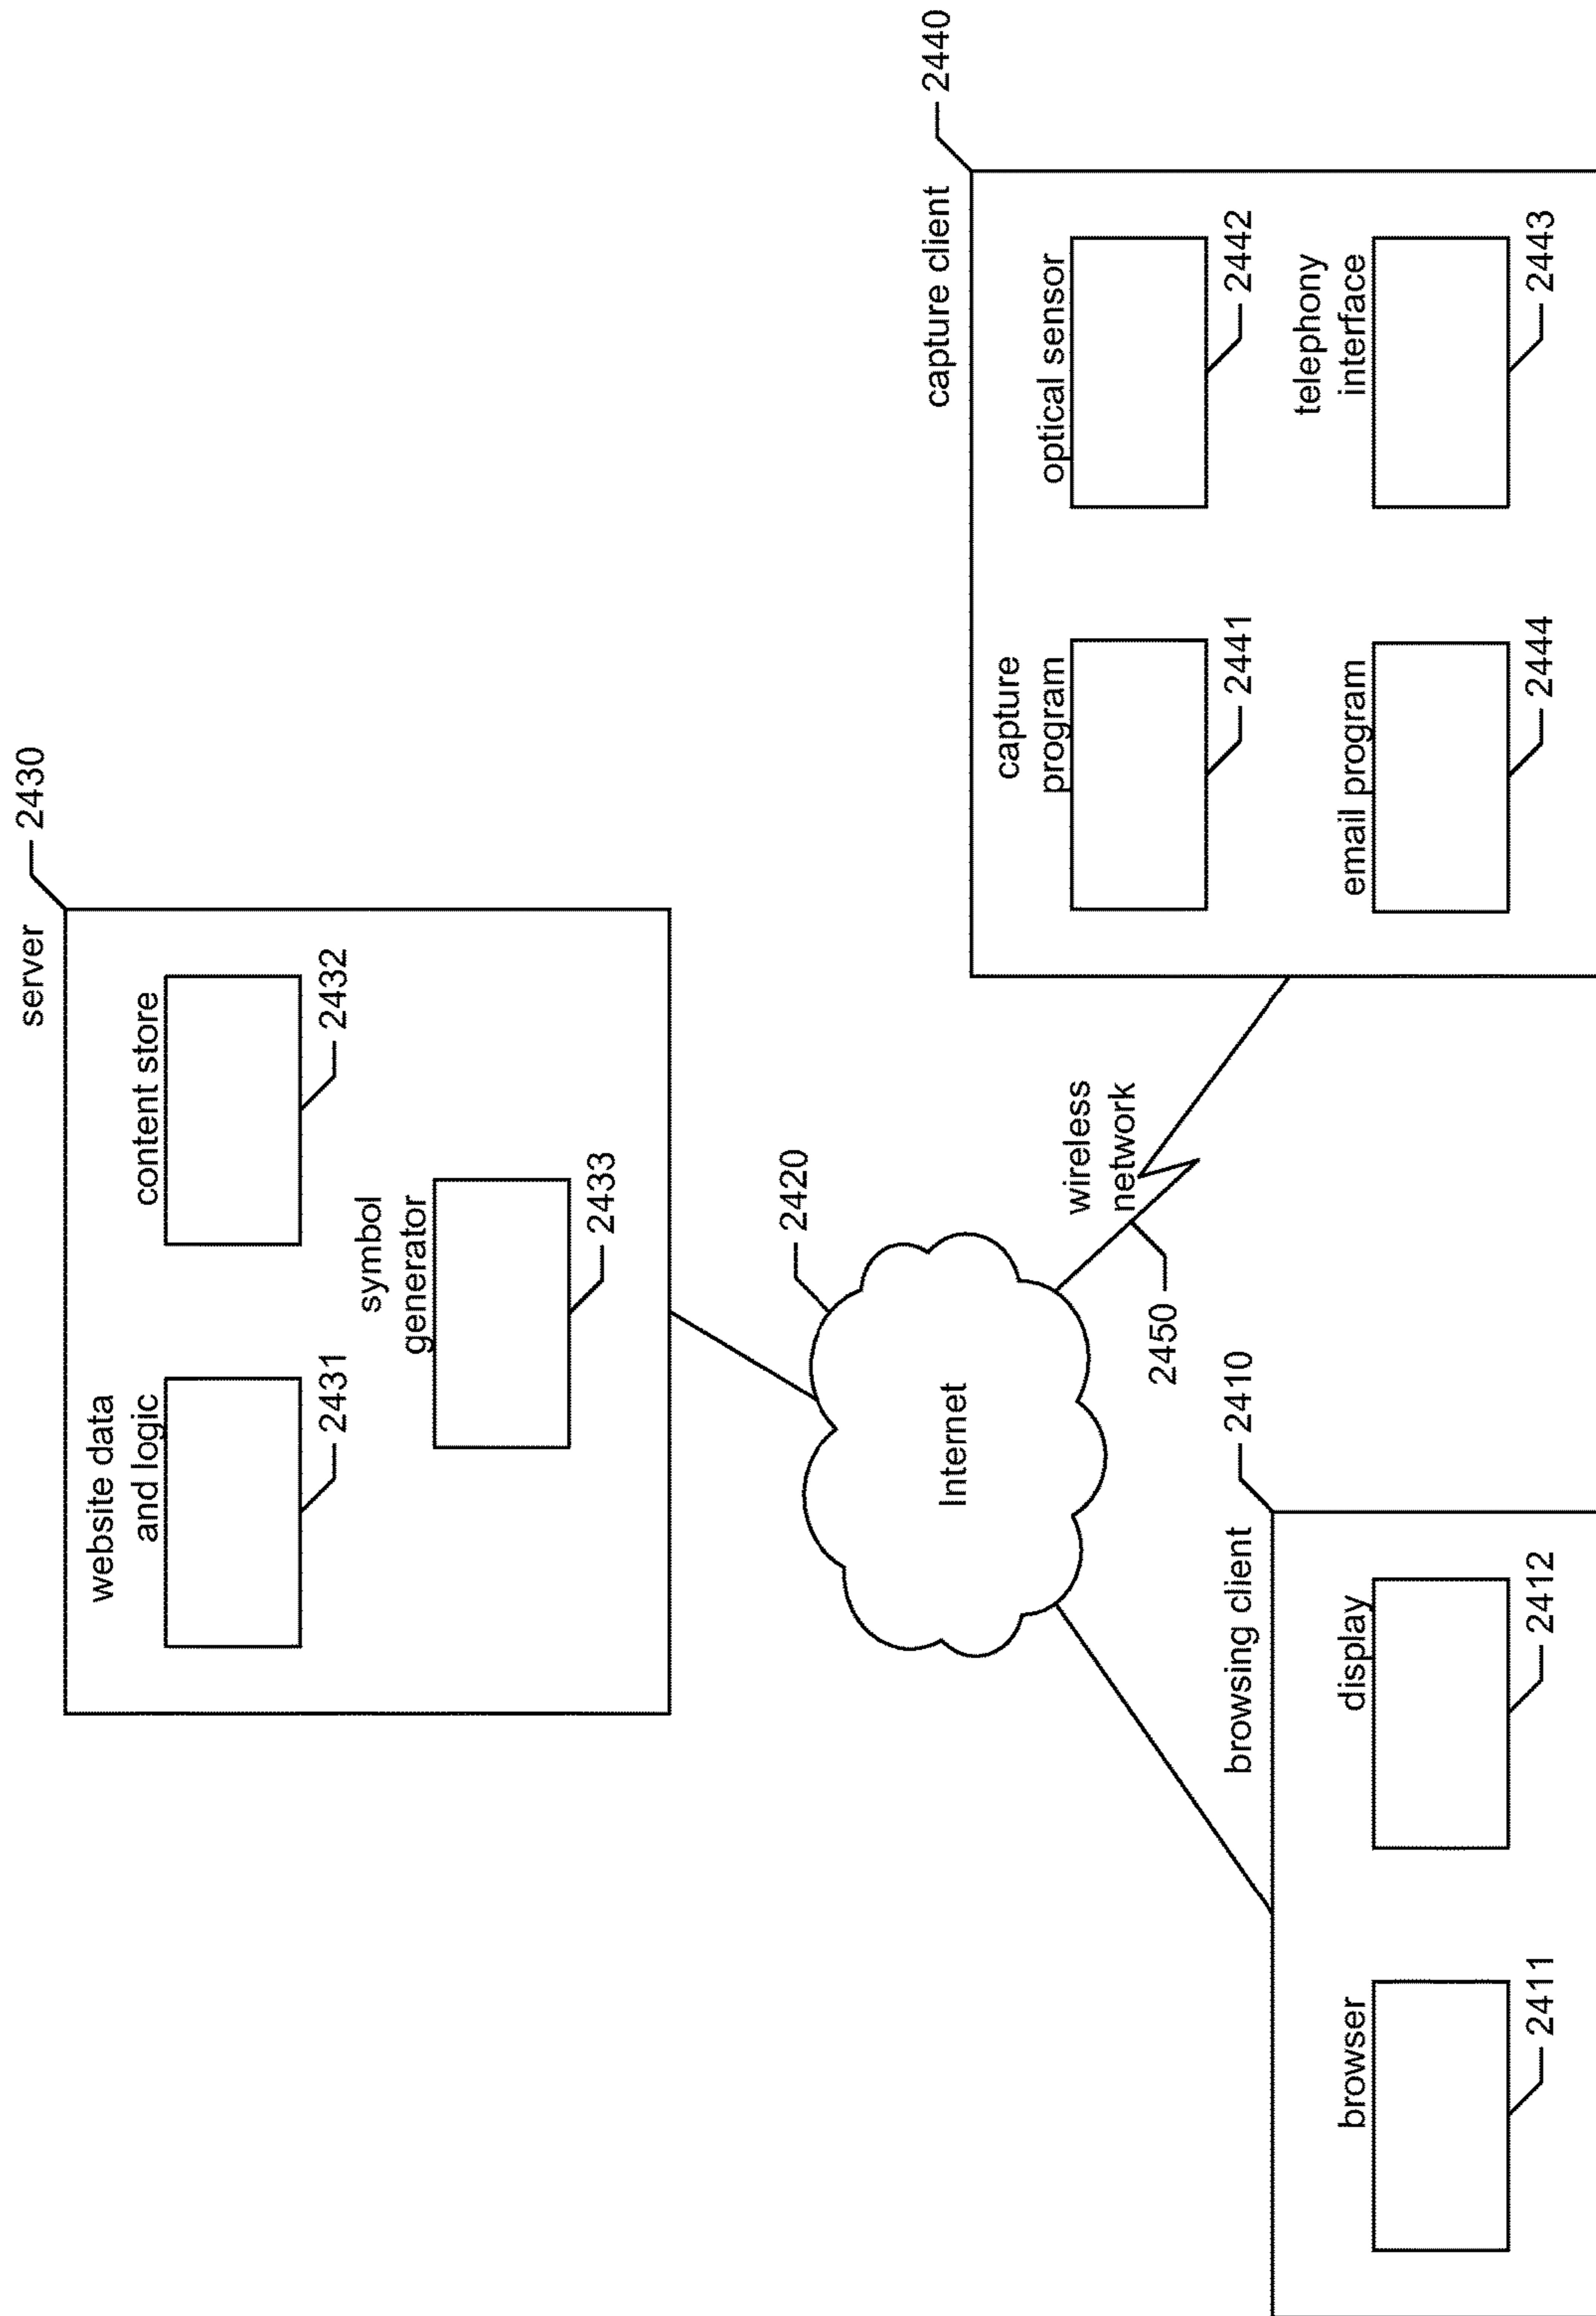 server
2430
website data
and logic
2431
content store
2432
symbol
generator
2433
2420
Internet
wireless
network
2450
browsing client
2410
browser
2411
display
2412
capture client
2440
capture
program
2441
optical sensor
2442
email program
2444
telephony
interface
2443